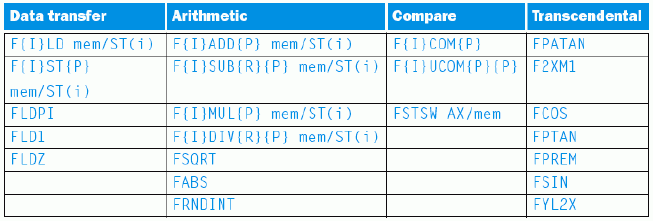 Data transfer Arithmetic Compare Transcendental
F{I}LD mem/ST(i) F{I}ADD{P} mem/ST(i) F{I}COM{P} FPATAN
F{I}ST{P} F{I}SUB{R}{P} mem/ST(i) F{I}UCOM{P}{P} F2XM1
mem/ST(i)
FLDPI F{I}MUL{P} mem/ST(i) FSTSW AX/mem FCOS
FLD1 F{I}DIV{R}{P} mem/ST(i) FPTAN
FLDZ FSQRT FPREM
FABS FSIN
FRNDINT FYL2X